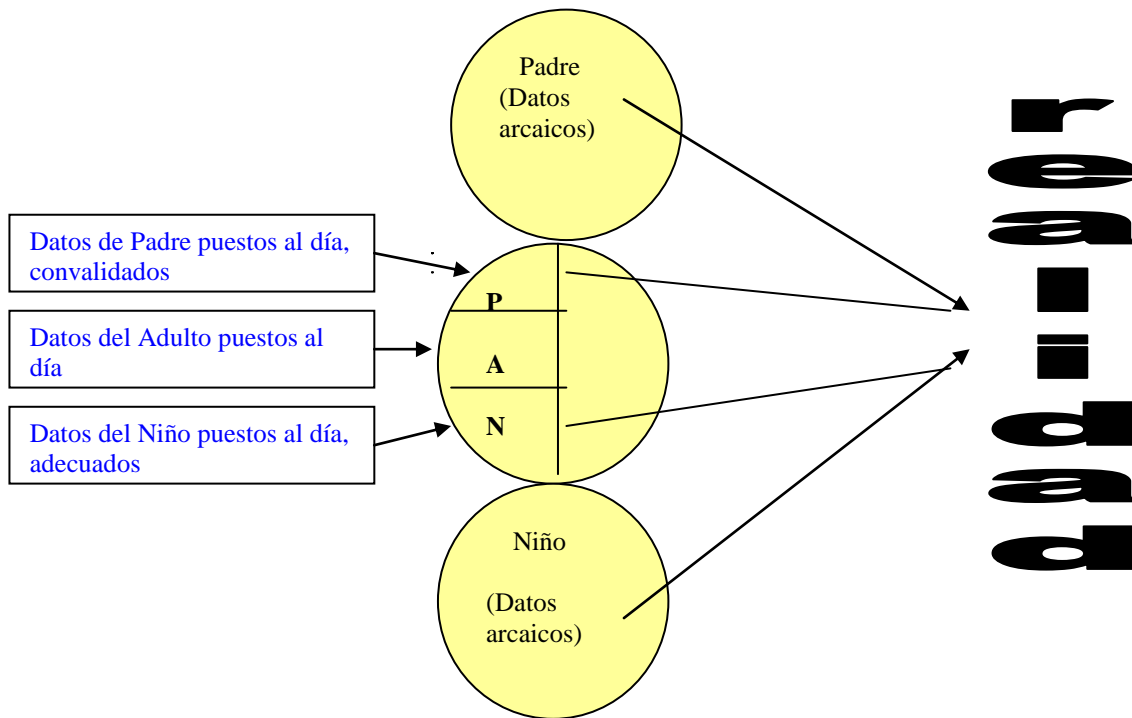 Padre
(Datos
arcaicos)
Datos de Padre puestos al día,
convalidados
Datos del Adulto puestos al
día
Datos del Niño puestos al día,
adecuados
P
A
N
Niño
(Datos
arcaicos)
r
e
a
l
i
d
a
d